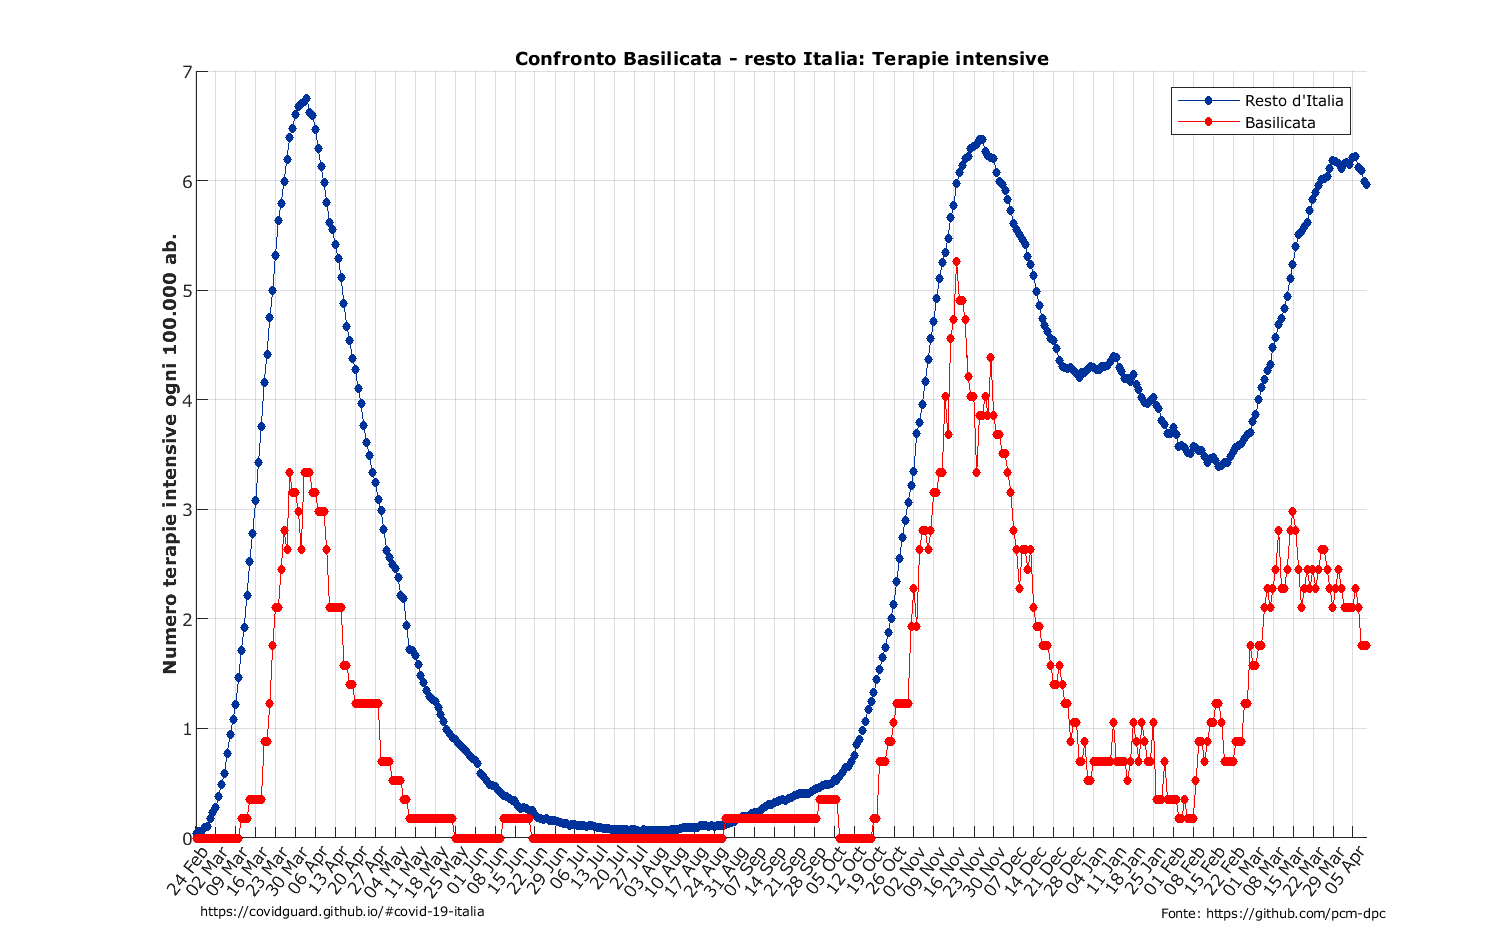 Confronto Basilicata - resto Italia: Terapie intensive
Resto d'Italia
Basilicata
Numero terapie intensive ogni 100.000 ab.
7
6
5
4
3
2
1
0
24 Feb
02 Mar
09 Mar
16 Mar
23 Mar
30 Mar
06 Apr
13 Apr
20 Apr
27 Apr
04 May
11 May
18 May
25 May
01 Jun
08 Jun
15 Jun
22 Jun
29 Jun
06 Jul
13 Jul
20 Jul
27 Jul
03 Aug
10 Aug
17 Aug
24 Aug
31 Aug
07 Sep
14 Sep
21 Sep
28 Sep
05 Oct
12 Oct
19 Oct
26 Oct
02 Nov
09 Nov
16 Nov
23 Nov
30 Nov
07 Dec
14 Dec
21 Dec
28 Dec
04 Jan
11 Jan
18 Jan
25 Jan
01 Feb
08 Feb
15 Feb
22 Feb
01 Mar
08 Mar
15 Mar
22 Mar
29 Mar
05 Apr
https://covidguard.github.io/#covid-19-italia
Fonte: https://github.com/pcm-dpc